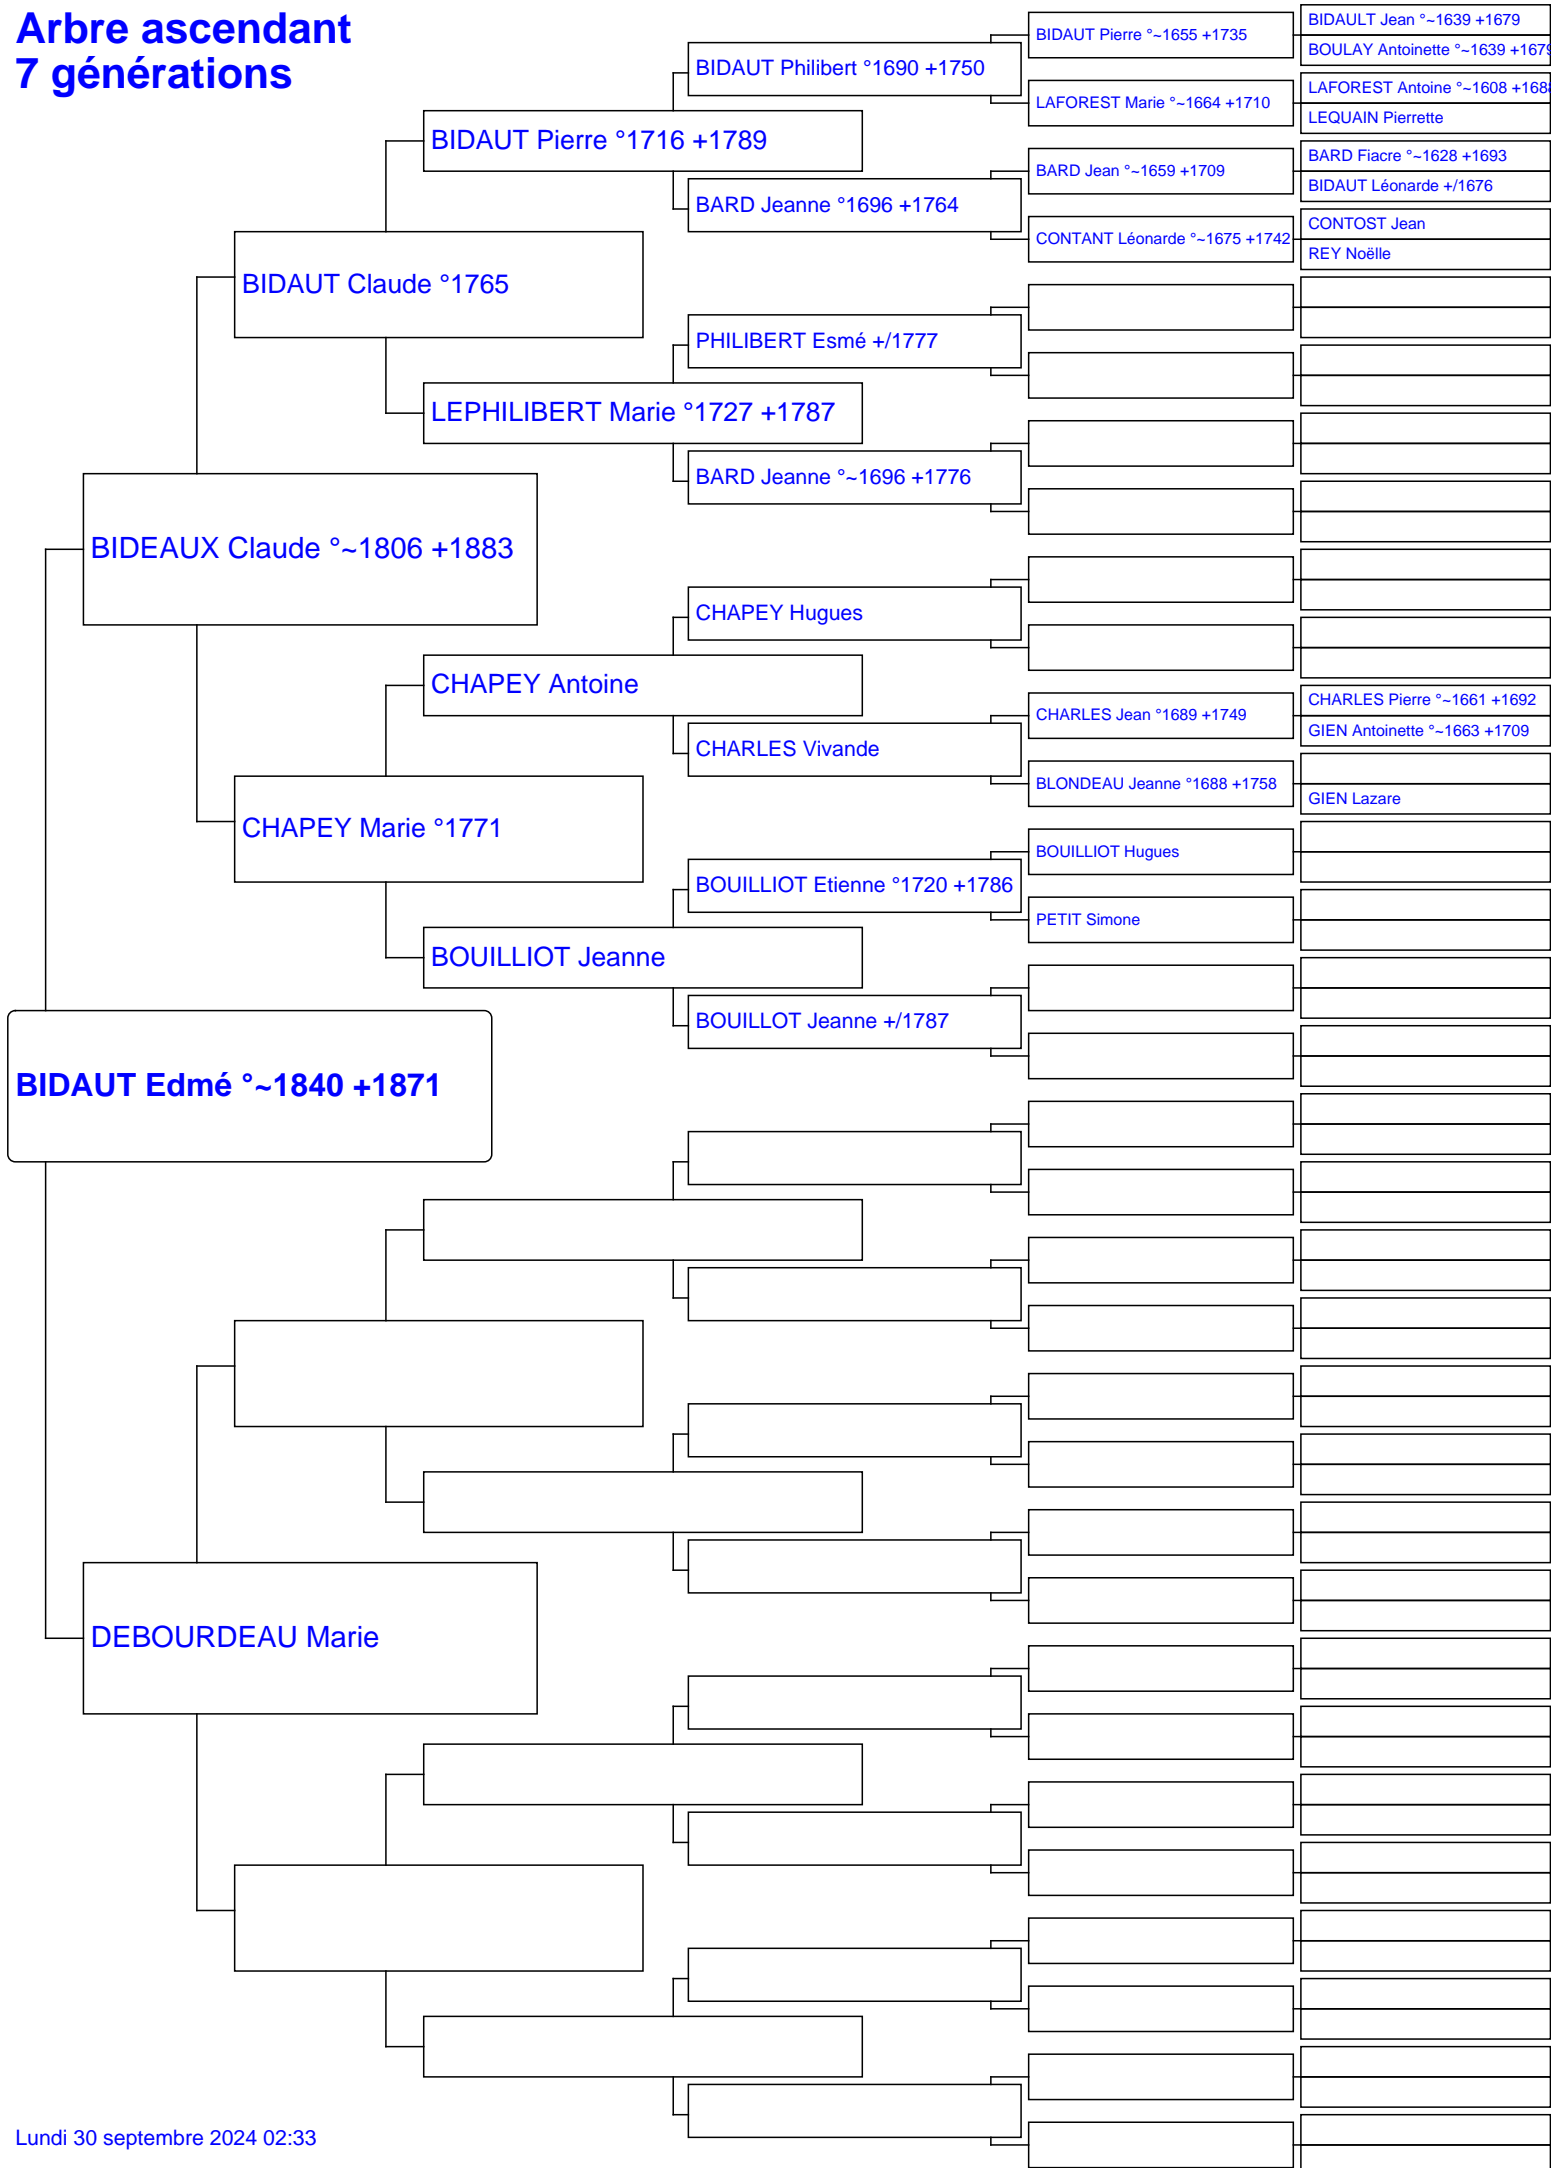 Arbre ascendant
7 générations
BIDAUT Edmé °~1840 +1871
BIDEAUX Claude °~1806 +1883
DEBOURDEAU Marie
BIDAUT Claude °1765
CHAPEY Marie °1771
BIDAUT Pierre °1716 +1789
LEPHILIBERT Marie °1727 +1787
CHAPEY Antoine
BOUILLIOT Jeanne
BIDAUT Philibert °1690 +1750
BARD Jeanne °1696 +1764
PHILIBERT Esmé +/1777
BARD Jeanne °~1696 +1776
CHAPEY Hugues
CHARLES Vivande
BOUILLIOT Etienne °1720 +1786
BOUILLOT Jeanne +/1787
BIDAUT Pierre °~1655 +1735
LAFOREST Marie °~1664 +1710
BARD Jean °~1659 +1709
CONTANT Léonarde °~1675 +1742
CHARLES Jean °1689 +1749
BLONDEAU Jeanne °1688 +1758
BOUILLIOT Hugues
PETIT Simone
BIDAULT Jean °~1639 +1679
BOULAY Antoinette °~1639 +1679
LAFOREST Antoine °~1608 +168
LEQUAIN Pierrette
BARD Fiacre °~1628 +1693
BIDAUT Léonarde +/1676
CONTOST Jean
REY Noëlle
CHARLES Pierre °~1661 +1692
GIEN Antoinette °~1663 +1709
GIEN Lazare
Lundi 30 septembre 2024 02:33